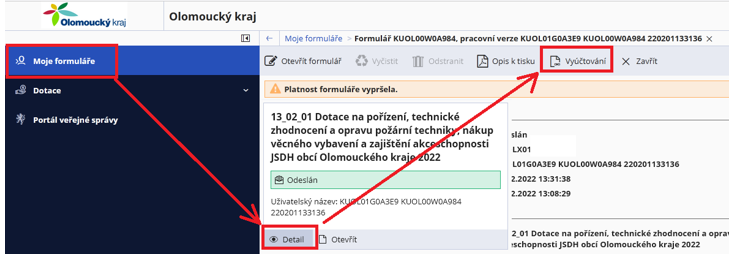 Olomoucký kraj
Olomoucký kraj
← Moje formuláře > Formulář KUOL00W0A984, pracovní verze KUOL01G0A3E9 KUOL00W0A984 220201133136 ×
Moje formuláře
Dotace
Portál veřejné správy
Otevřít formulář Vyčistit Odstranit Opis k tisku Vyúčtování × Zavřít
Platnost formuláře vypršela.
13_02_01 Dotace na pořízení, technické
zhodnocení a opravu požární techniky, nákup
věcného vybavení a zajištění akceschopnosti
JSDH obcí Olomouckého kraje 2022
Odeslán
Uživatelský název: KUOL01G0A3E9 KUOL00W0A984
220201133136
Detail Otevřít
slán
LX01
L01G0A3E9 KUOL00W0A984 220201133136
.2.2022 13:31:38
.2.2022 13:08:29
2_01 Dotace na pořízení, technické zhodnocení a opravu p
eschopnosti JSDH obcí Olomouckého kraje 2022